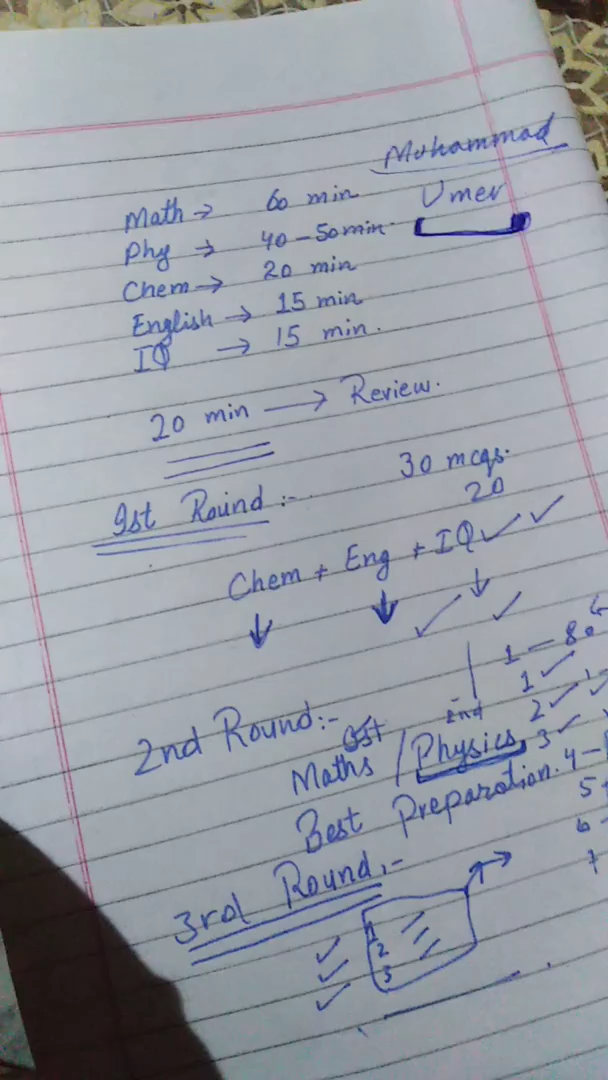 Mohammad
Umer
Math → 60 min
Phy → 40-50 min
Chem → 20 min
English → 15 min
IQ → 15 min.
20 min → Review.
Ist Round :-
30 mcqs.
20
Chem + Eng + IQ ✓ ✓
↓ ↓ ↓
✓ ✓
2nd Round:-
1 - 80
1 ✓
2 ✓
3 ✓
4 -
5
6
7
Ist 2nd
Maths / Physics
Best Preparation.
3rd Round:-
1
2
3
✓
✓
✓